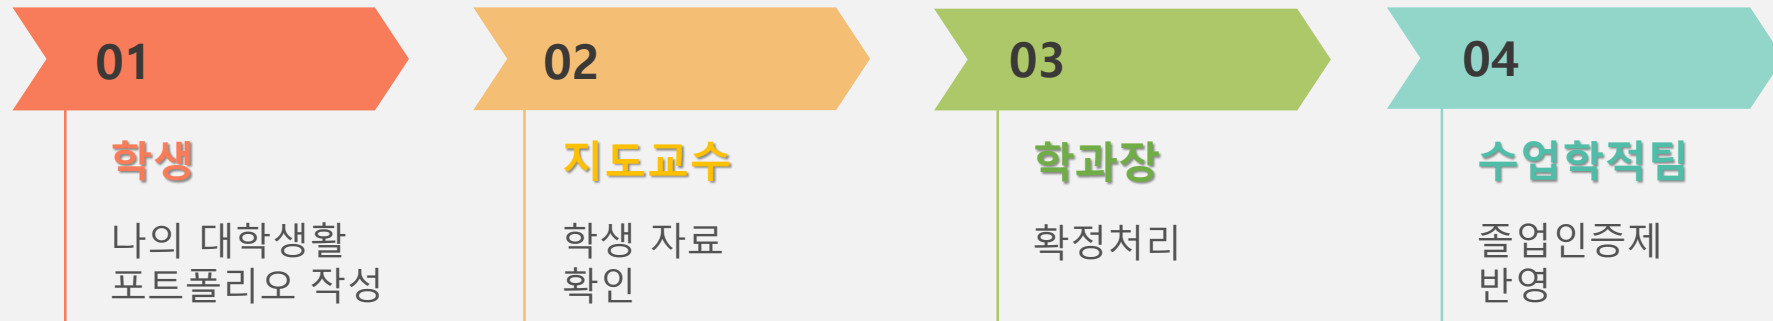 01
학생
나의 대학생활
포트폴리오 작성
02
지도교수
학생 자료
확인
03
학과장
확정처리
04
수업학적팀
졸업인증제
반영